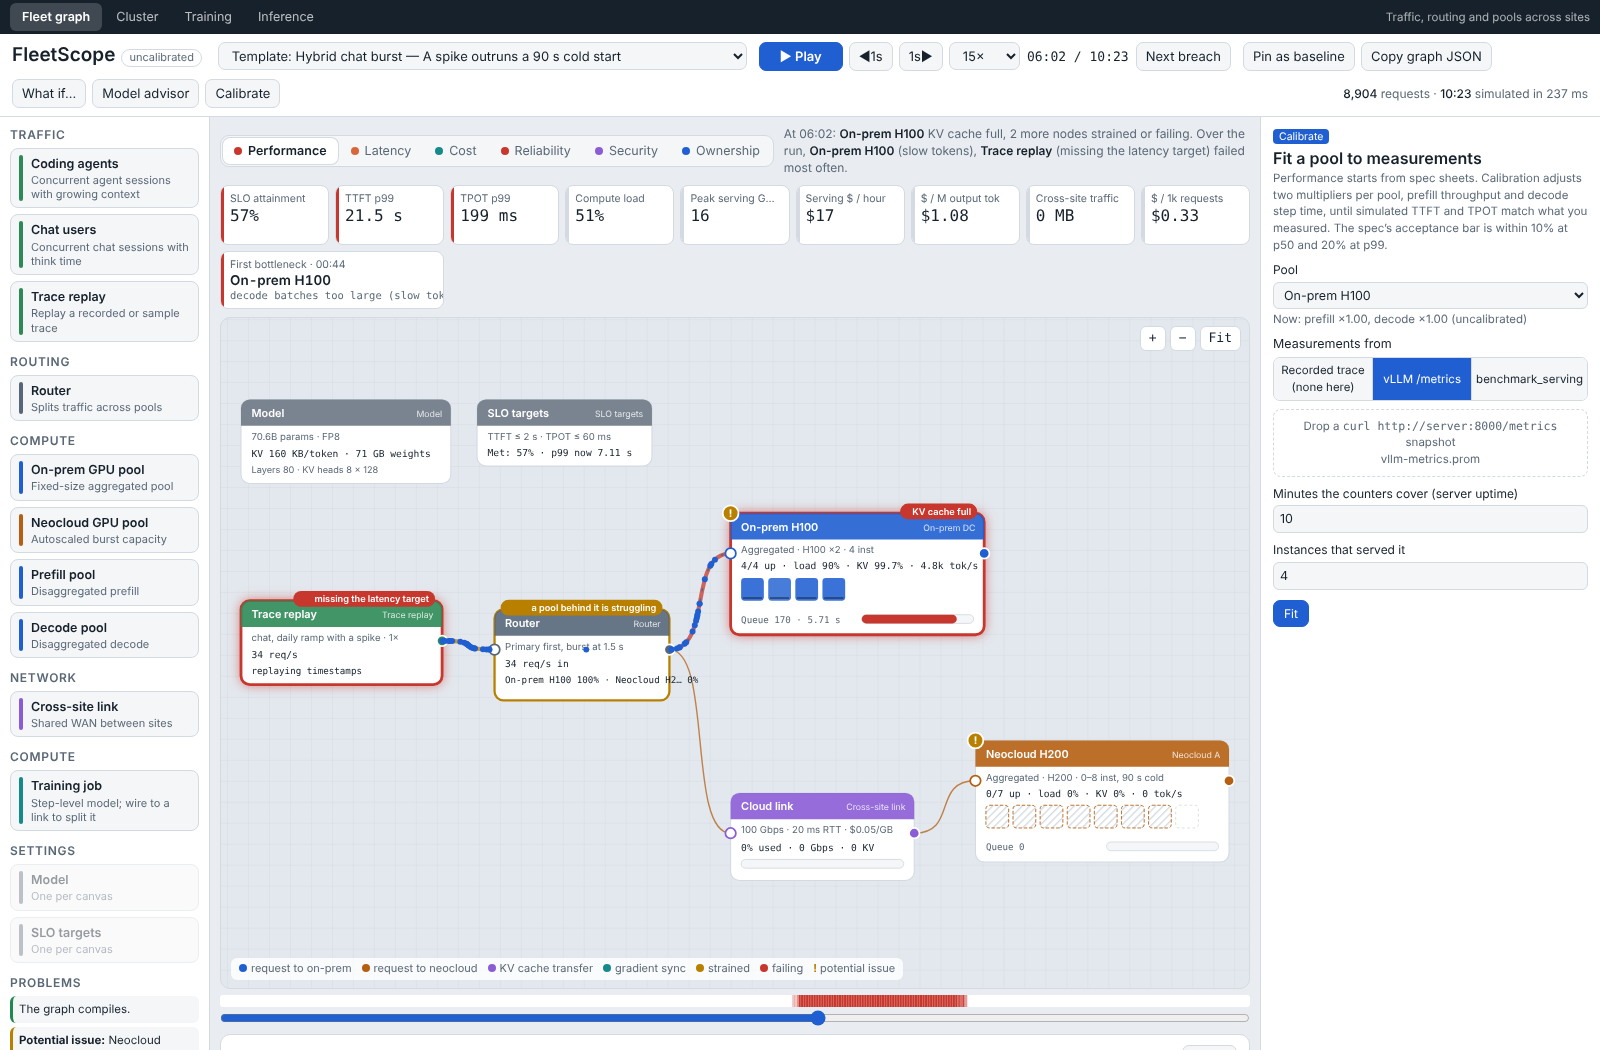 Fleet graph
Cluster
Training
Inference
Traffic, routing and pools across sites
FleetScope
uncalibrated
Template: Hybrid chat burst — A spike outruns a 90 s cold start
▶ Play
◀1s
1s▶
15×
06:02 / 10:23
Next breach
Pin as baseline
Copy graph JSON
What if...
Model advisor
Calibrate
8,904 requests · 10:23 simulated in 237 ms
TRAFFIC
Coding agents
Concurrent agent sessions
with growing context
Chat users
Concurrent chat sessions with
think time
Trace replay
Replay a recorded or sample
trace
ROUTING
Router
Splits traffic across pools
COMPUTE
On-prem GPU pool
Fixed-size aggregated pool
Neocloud GPU pool
Autoscaled burst capacity
Prefill pool
Disaggregated prefill
Decode pool
Disaggregated decode
NETWORK
Cross-site link
Shared WAN between sites
COMPUTE
Training job
Step-level model; wire to a
link to split it
SETTINGS
Model
One per canvas
SLO targets
One per canvas
PROBLEMS
The graph compiles.
Potential issue: Neocloud
Performance
Latency
Cost
Reliability
Security
Ownership
At 06:02: On-prem H100 KV cache full, 2 more nodes strained or failing. Over the
run, On-prem H100 (slow tokens), Trace replay (missing the latency target) failed
most often.
SLO attainment
57%
TTFT p99
21.5 s
TPOT p99
199 ms
Compute load
51%
Peak serving G...
16
Serving $ / hour
$17
$ / M output tok
$1.08
Cross-site traffic
0 MB
$ / 1k requests
$0.33
First bottleneck · 00:44
On-prem H100
decode batches too large (slow tok
+
−
Fit
Model
Model
70.6B params · FP8
KV 160 KB/token · 71 GB weights
Layers 80 · KV heads 8 × 128
SLO targets
SLO targets
TTFT ≤ 2 s · TPOT ≤ 60 ms
Met: 57% · p99 now 7.11 s
KV cache full
!
On-prem H100
On-prem DC
Aggregated · H100 ×2 · 4 inst
4/4 up · load 90% · KV 99.7% · 4.8k tok/s
Queue 170 · 5.71 s
missing the latency target
Trace replay
Trace replay
chat, daily ramp with a spike · 1×
34 req/s
replaying timestamps
a pool behind it is struggling
Router
Router
Primary first, burst at 1.5 s
34 req/s in
On-prem H100 100% · Neocloud H2… 0%
!
Neocloud H200
Neocloud A
Aggregated · H200 · 0–8 inst, 90 s cold
0/7 up · load 0% · KV 0% · 0 tok/s
Queue 0
Cloud link
Cross-site link
100 Gbps · 20 ms RTT · $0.05/GB
0% used · 0 Gbps · 0 KV
request to on-prem
request to neocloud
KV cache transfer
gradient sync
strained
failing
! potential issue
Calibrate
Fit a pool to measurements
Performance starts from spec sheets. Calibration adjusts
two multipliers per pool, prefill throughput and decode
step time, until simulated TTFT and TPOT match what you
measured. The spec’s acceptance bar is within 10% at
p50 and 20% at p99.
Pool
On-prem H100
Now: prefill ×1.00, decode ×1.00 (uncalibrated)
Measurements from
Recorded trace
(none here)
vLLM /metrics
benchmark_serving
Drop a curl http://server:8000/metrics
snapshot
vllm-metrics.prom
Minutes the counters cover (server uptime)
10
Instances that served it
4
Fit